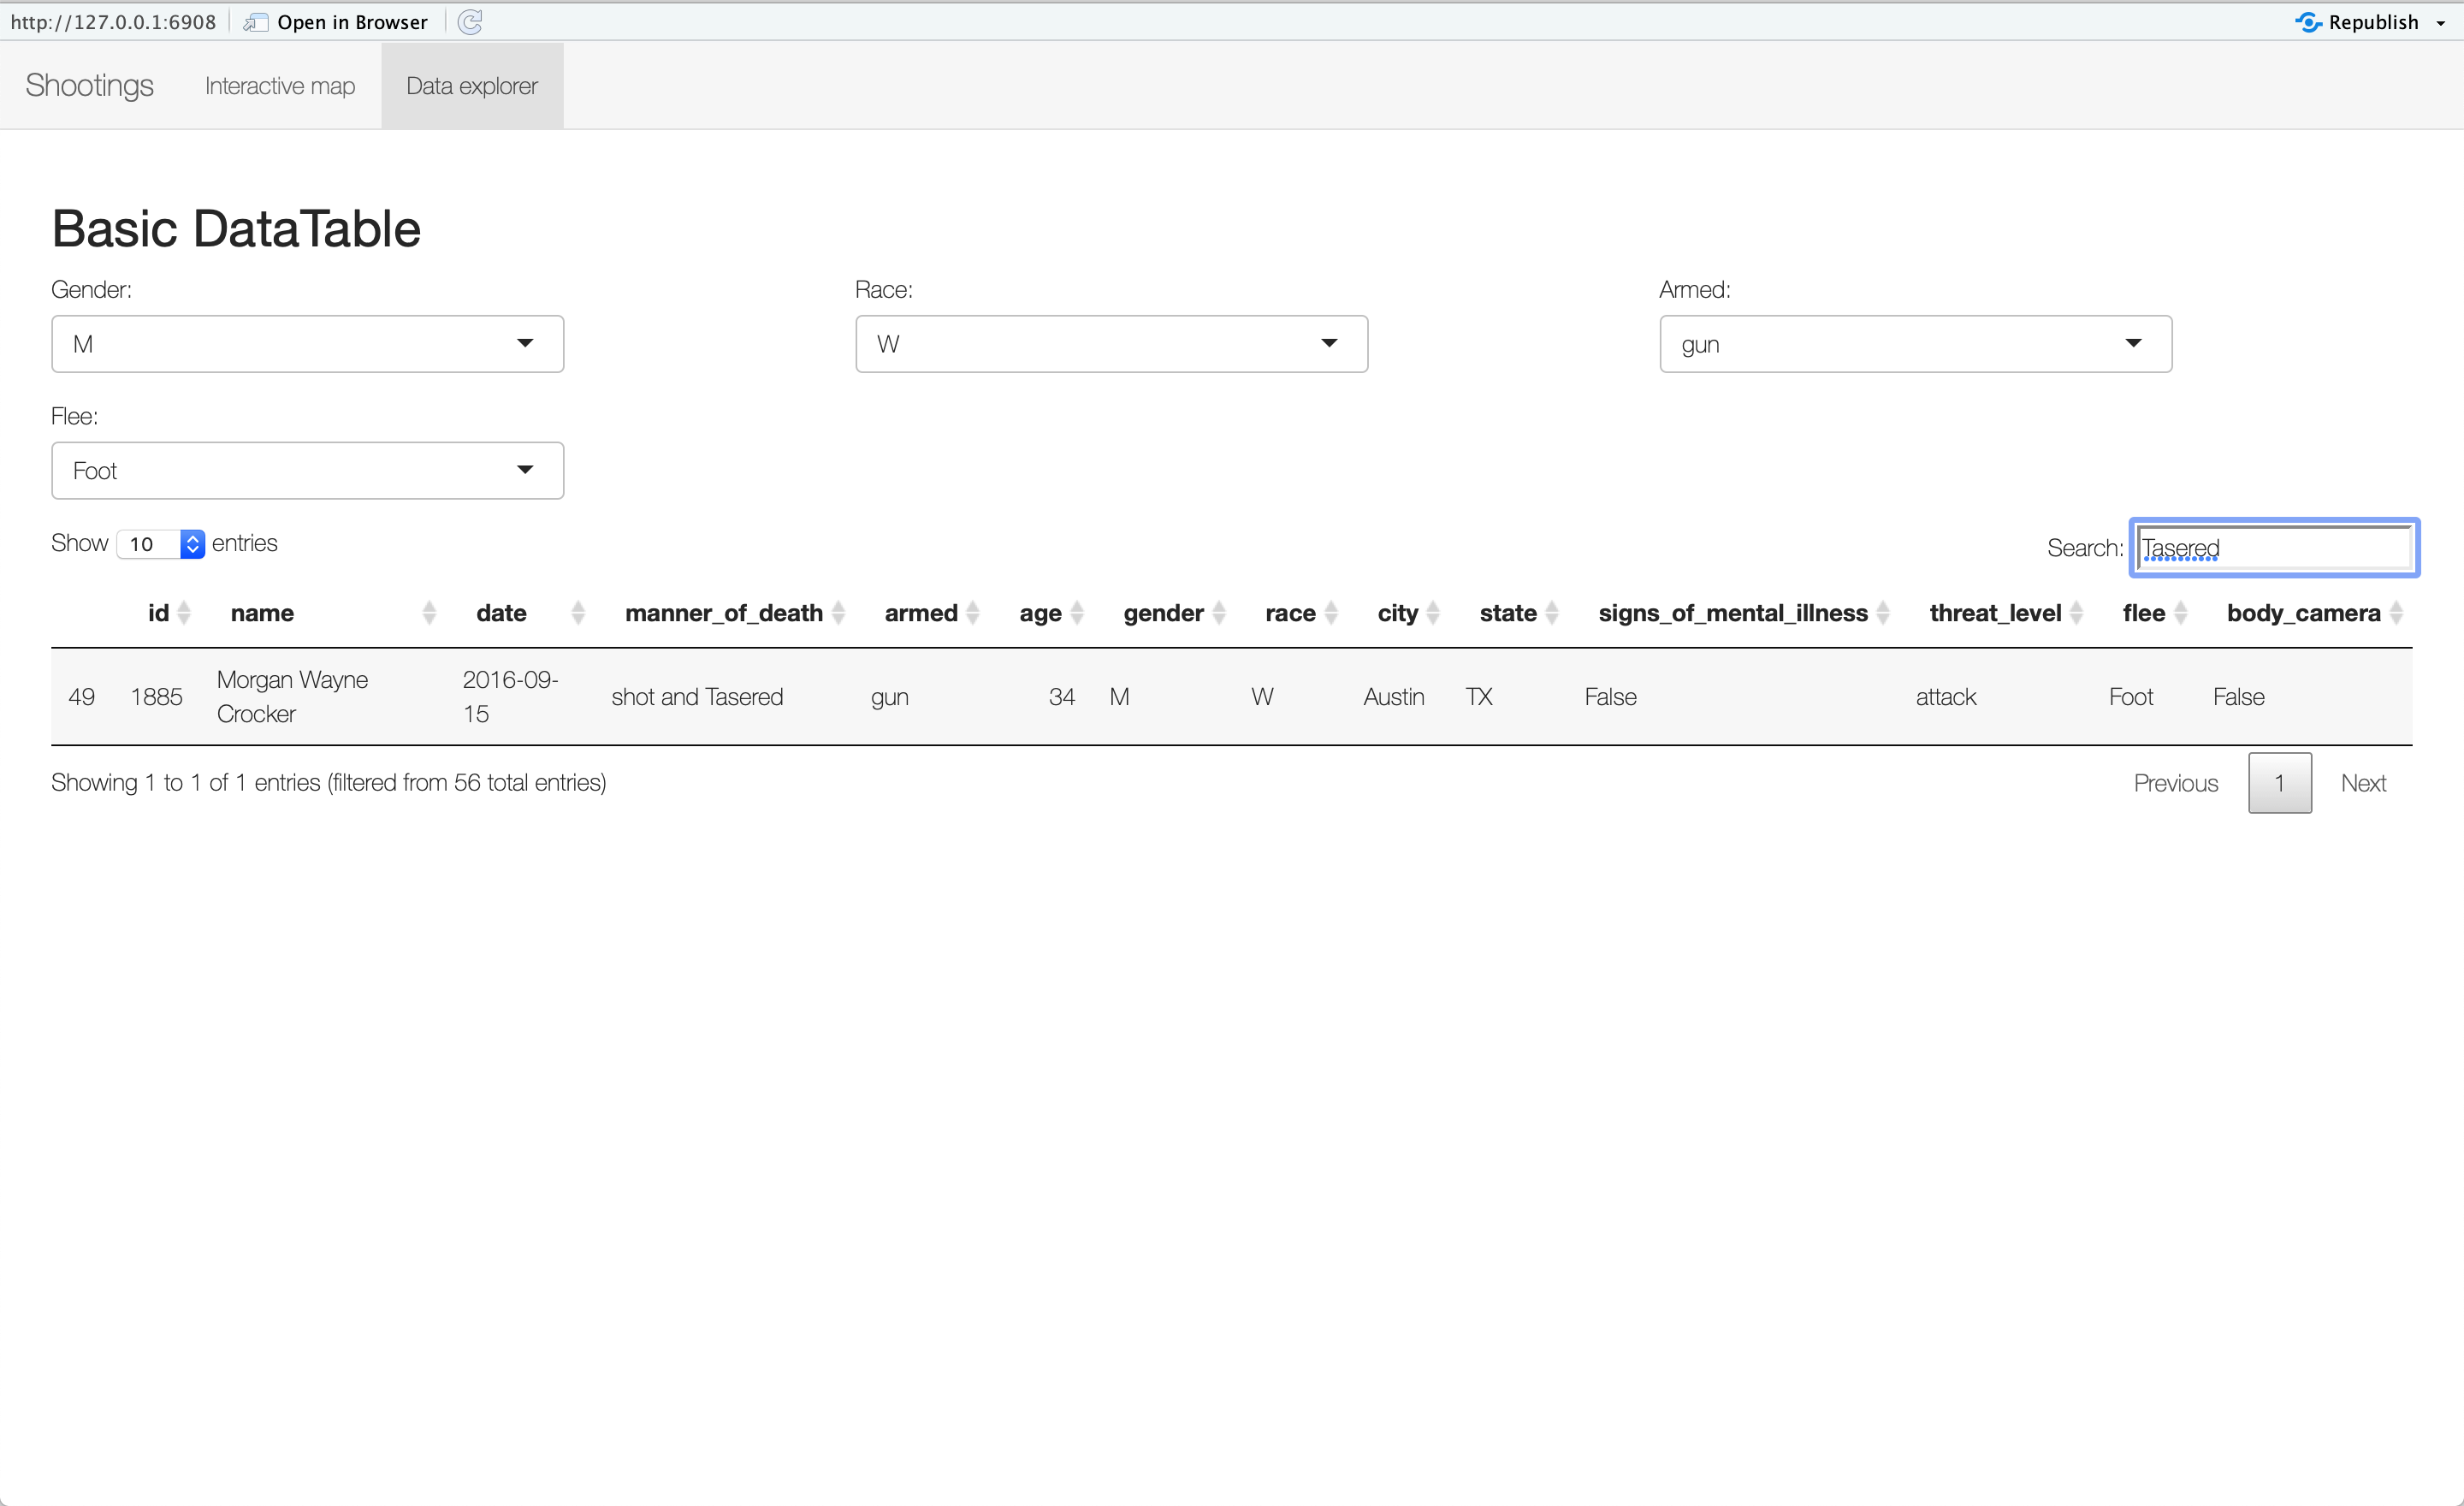 http://127.0.0.1:6908 Open in Browser Republish
Shootings Interactive map Data explorer
Basic DataTable
Gender: Race: Armed:
M W gun
Flee:
Foot
Show 10 entries Search: Tasered
id name date manner_of_death armed age gender race city state signs_of_mental_illness threat_level flee body_camera
49 1885 Morgan Wayne Crocker 2016-09-15 shot and Tasered gun 34 M W Austin TX False attack Foot False
Showing 1 to 1 of 1 entries (filtered from 56 total entries) Previous 1 Next